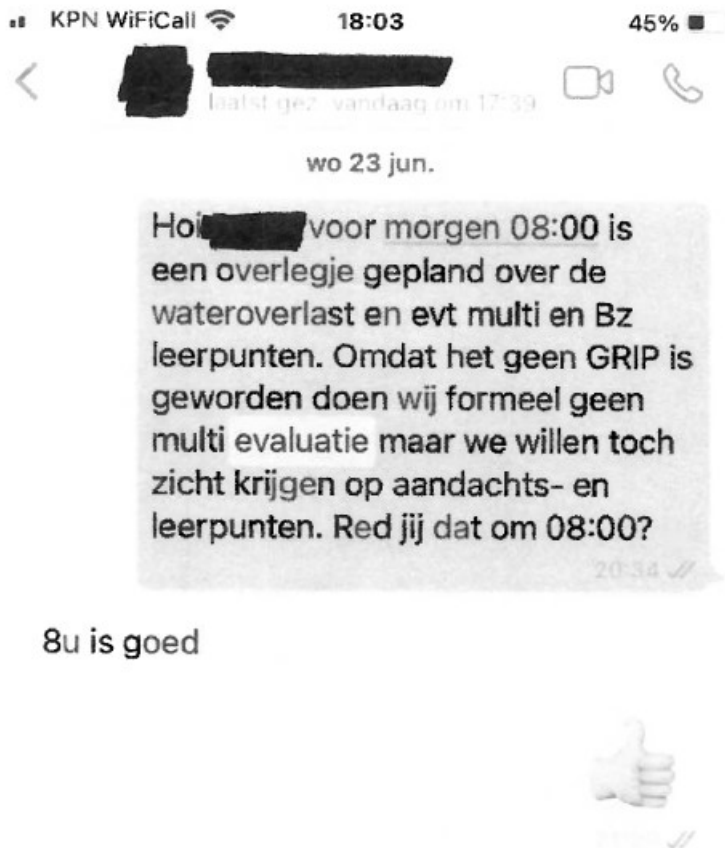 KPN WiFiCall 18:03 45%
laatst gez. vandaag om 17:39
wo 23 jun.
Hoi voor morgen 08:00 is
een overlegje gepland over de
wateroverlast en evt multi en Bz
leerpunten. Omdat het geen GRIP is
geworden doen wij formeel geen
multi evaluatie maar we willen toch
zicht krijgen op aandachts- en
leerpunten. Red jij dat om 08:00?
20:34
8u is goed